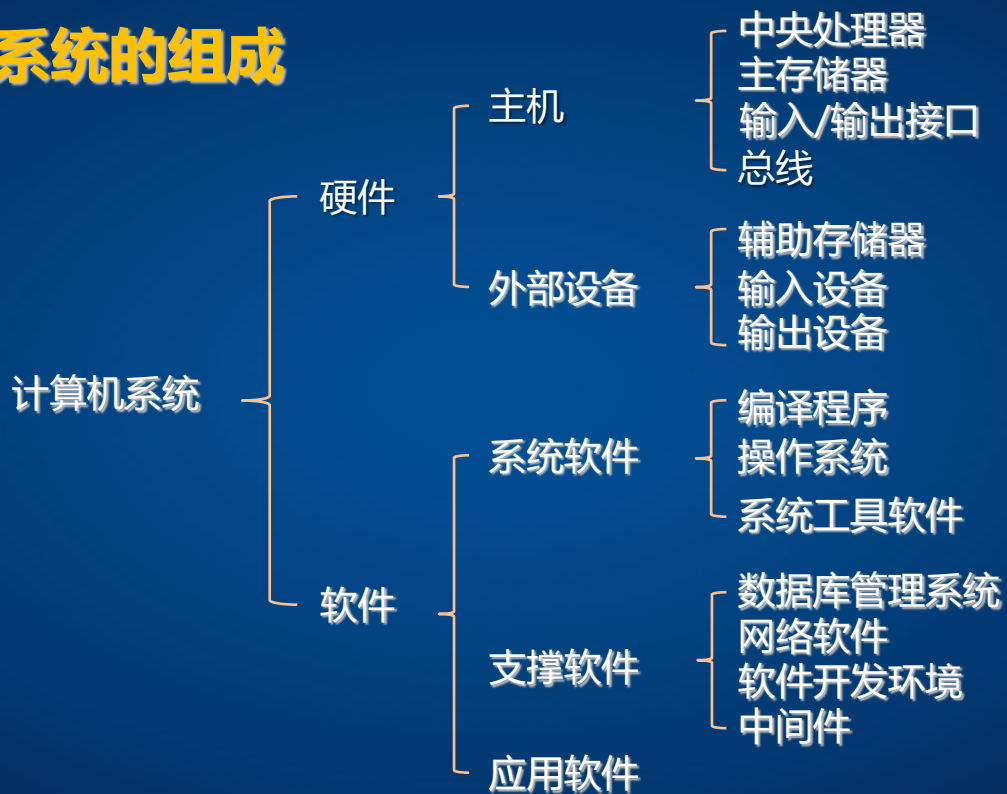 系统的组成
计算机系统
硬件
主机
中央处理器
主存储器
输入/输出接口
总线
外部设备
辅助存储器
输入设备
输出设备
软件
系统软件
编译程序
操作系统
系统工具软件
支撑软件
数据库管理系统
网络软件
软件开发环境
中间件
应用软件